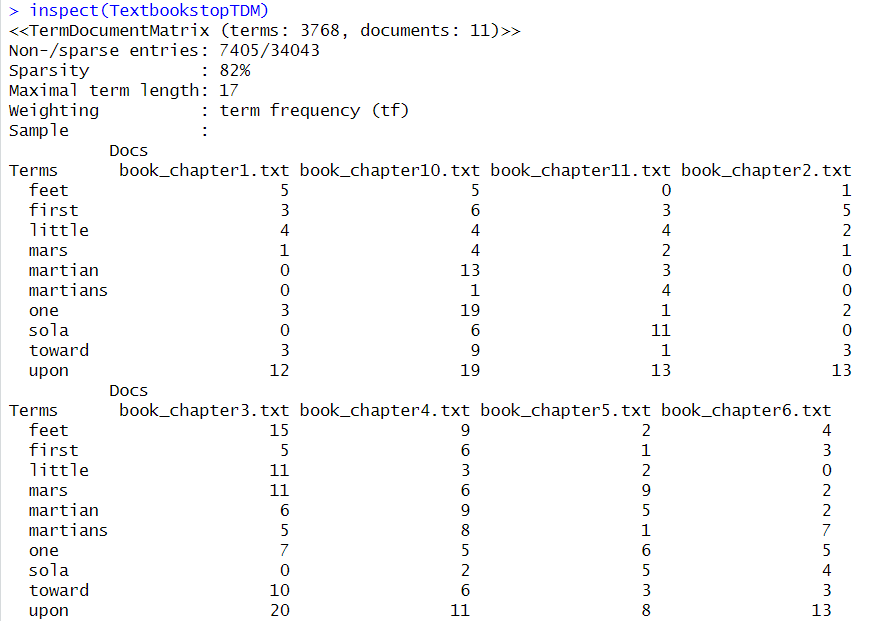 > inspect(TextbookstopTDM)
<<TermDocumentMatrix (terms: 3768, documents: 11)>>
Non-/sparse entries: 7405/34043
Sparsity           : 82%
Maximal term length: 17
Weighting          : term frequency (tf)
Sample             :
          Docs
Terms      book_chapter1.txt book_chapter10.txt book_chapter11.txt book_chapter2.txt
  feet                     5                  5                  0                 1
  first                    3                  6                  3                 5
  little                   4                  4                  4                 2
  mars                     1                  4                  2                 1
  martian                  0                 13                  3                 0
  martians                 0                  1                  4                 0
  one                      3                 19                  1                 2
  sola                     0                  6                 11                 0
  toward                   3                  9                  1                 3
  upon                    12                 19                 13                13
          Docs
Terms      book_chapter3.txt book_chapter4.txt book_chapter5.txt book_chapter6.txt
  feet                    15                 9                 2                 4
  first                    5                 6                 1                 3
  little                  11                 3                 2                 0
  mars                    11                 6                 9                 2
  martian                  6                 9                 5                 2
  martians                 5                 8                 1                 7
  one                      7                 5                 6                 5
  sola                     0                 2                 5                 4
  toward                  10                 6                 3                 3
  upon                    20                11                 8                13